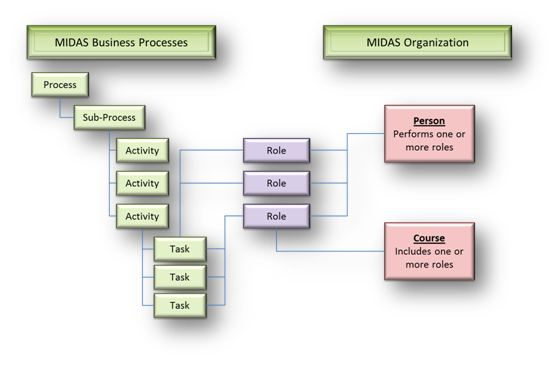 MIDAS Business Processes
MIDAS Organization
Process
Sub-Process
Activity
Activity
Activity
Task
Task
Task
Role
Role
Role
Person
Performs one or
more roles
Course
Includes one or
more roles